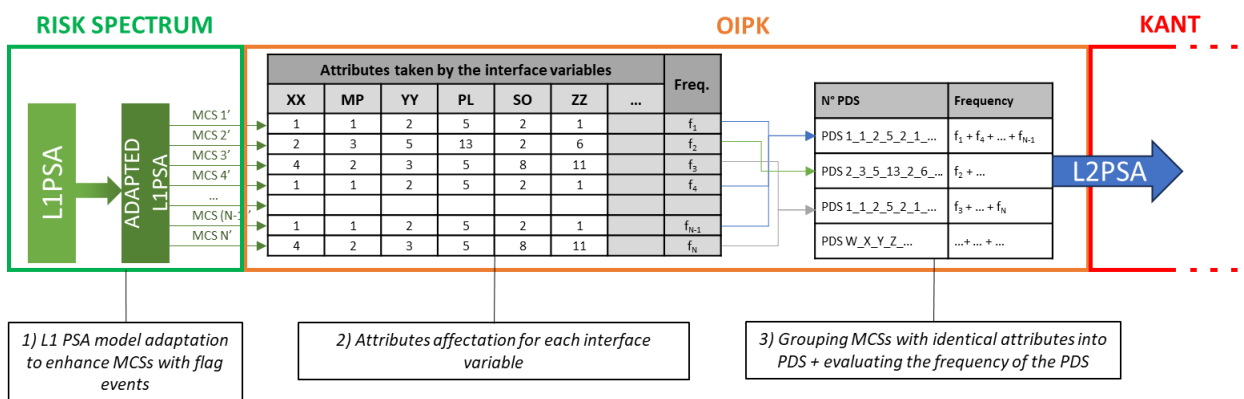 RISK SPECTRUM
OIPK
KANT
L1PSA
ADAPTED
L1PSA
MCS 1’
MCS 2’
MCS 3’
MCS 4’
...
MCS (N-1)’
MCS N’
Attributes taken by the interface variables
Freq.
XX MP YY PL SO ZZ ...
1 1 2 5 2 1 f1
2 3 5 13 2 6 f2
4 2 3 5 8 11 f3
1 1 2 5 2 1 f4
1 1 2 5 2 1 fN-1
4 2 3 5 8 11 fN
N° PDS Frequency
PDS 1_1_2_5_2_1_... f1 + f4 + ... + fN-1
PDS 2_3_5_13_2_6_... f2 + ...
PDS 1_1_2_5_2_1_... f3 + ... + fN
PDS W_X_Y_Z_... ...+ ... + ...
L2PSA
1) L1 PSA model adaptation
to enhance MCSs with flag
events
2) Attributes affectation for each interface
variable
3) Grouping MCSs with identical attributes into
PDS + evaluating the frequency of the PDS